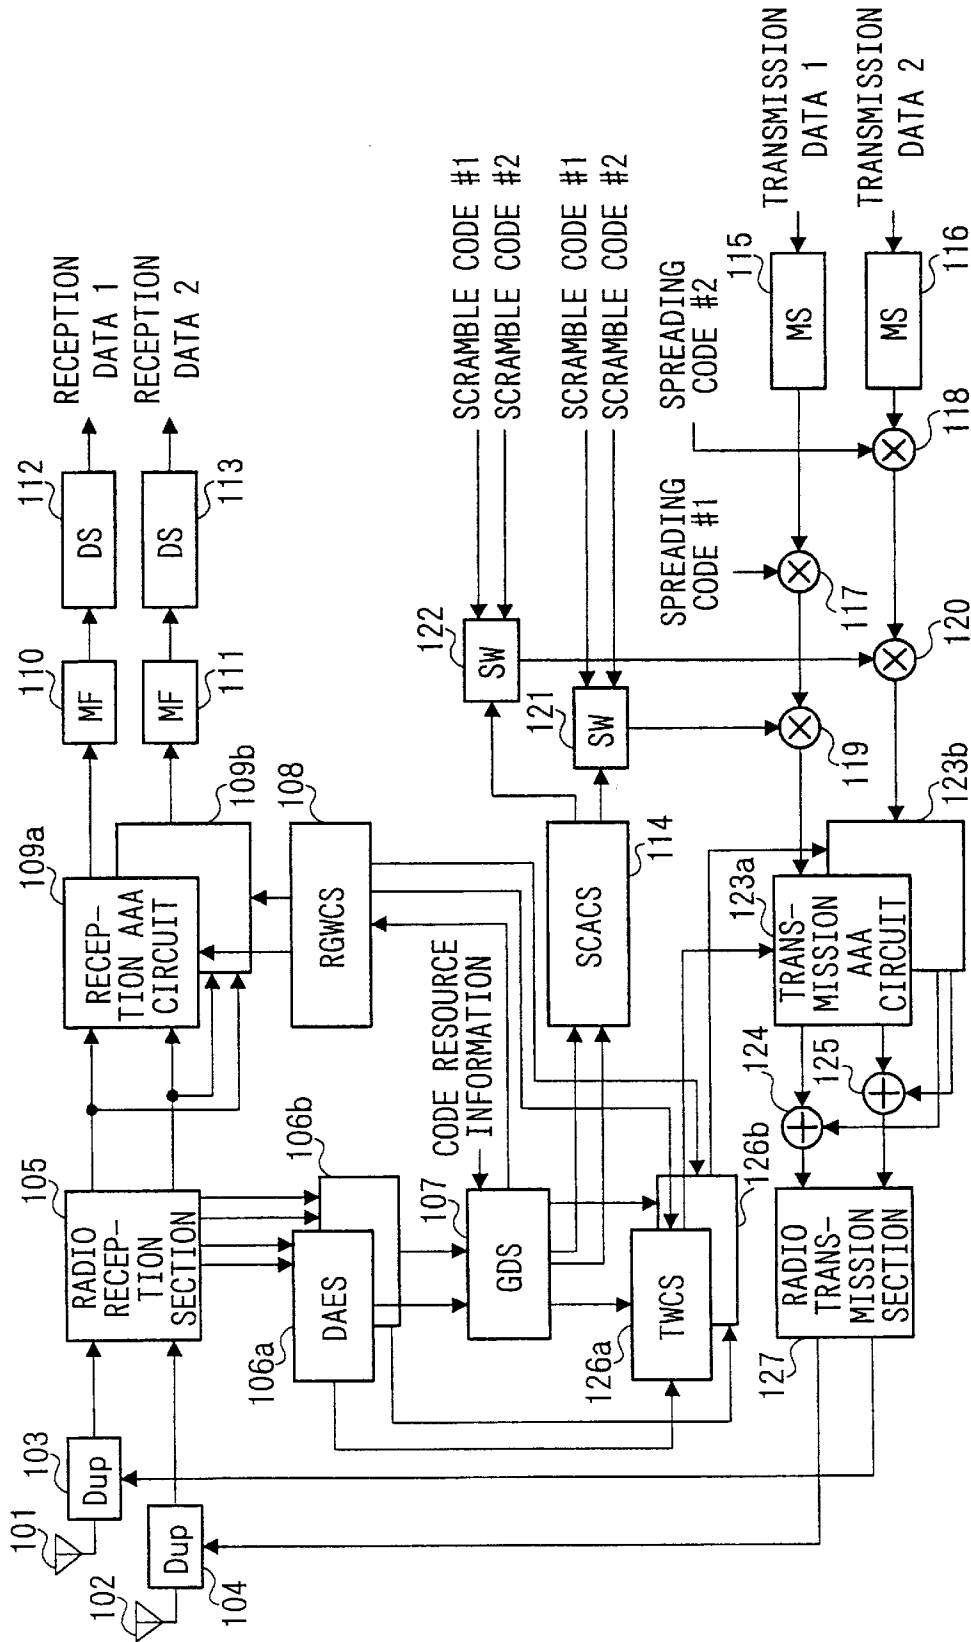 101
102
103
Dup
Dup
104
105
RADIO
RECEP-
TION
SECTION
106a
DAES
106b
107
GDS
CODE RESOURCE
INFORMATION
108
RGWCS
109a
RECEP-
TION AAA
CIRCUIT
109b
110
MF
MF
111
112
DS
DS
113
RECEPTION
DATA 1
RECEPTION
DATA 2
SCACS
114
122
SW
121
SW
SCRAMBLE CODE #1
SCRAMBLE CODE #2
SCRAMBLE CODE #1
SCRAMBLE CODE #2
126a
TWCS
126b
127
RADIO
TRANS-
MISSION
SECTION
124
125
123a
TRANS-
MISSION
AAA
CIRCUIT
123b
119
120
117
118
SPREADING
CODE #1
SPREADING
CODE #2
115
MS
MS
116
TRANSMISSION
DATA 1
TRANSMISSION
DATA 2